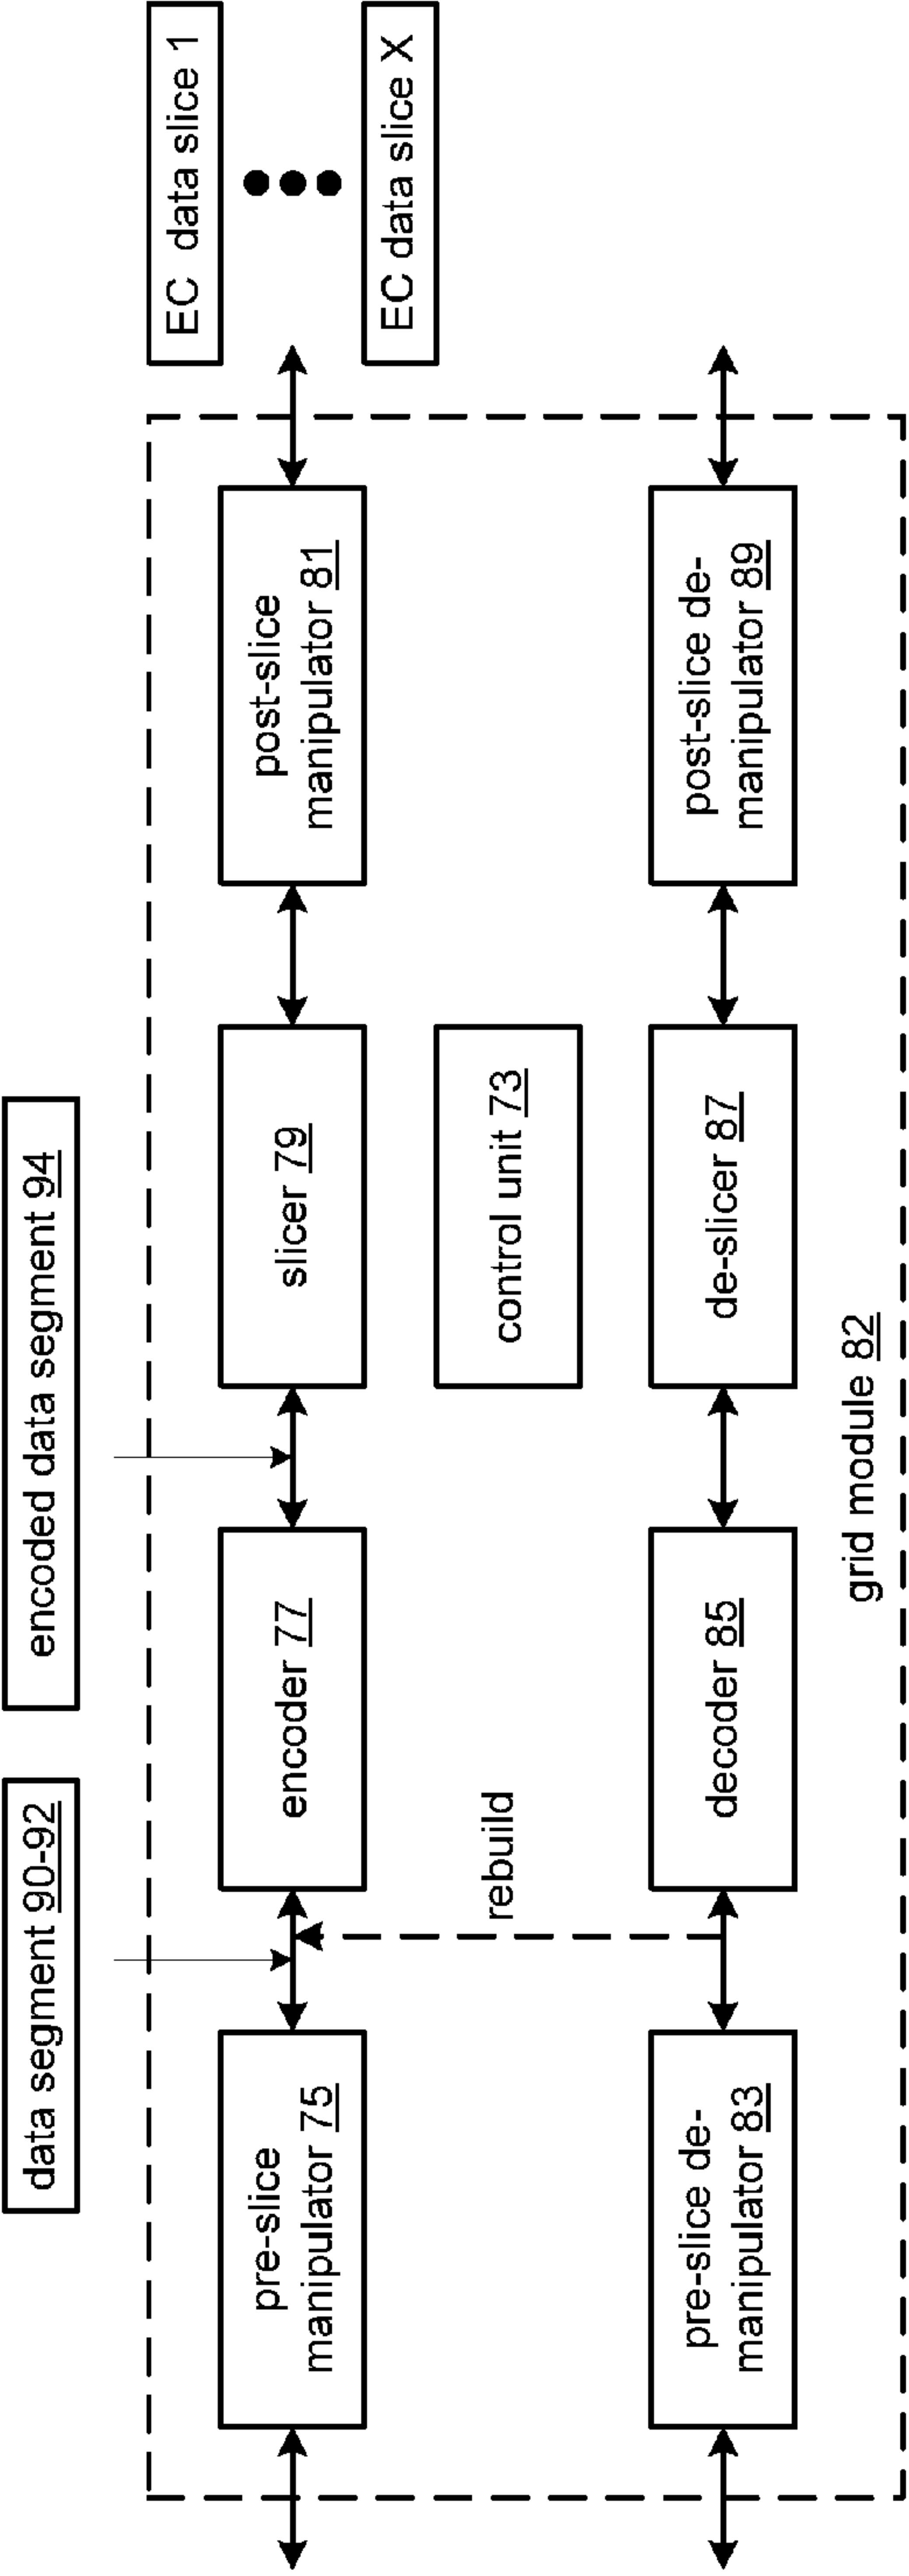 data segment 90-92
encoded data segment 94
EC data slice 1
EC data slice X
pre-slice
manipulator 75
encoder 77
slicer 79
post-slice
manipulator 81
control unit 73
rebuild
pre-slice de-
manipulator 83
decoder 85
de-slicer 87
post-slice de-
manipulator 89
grid module 82